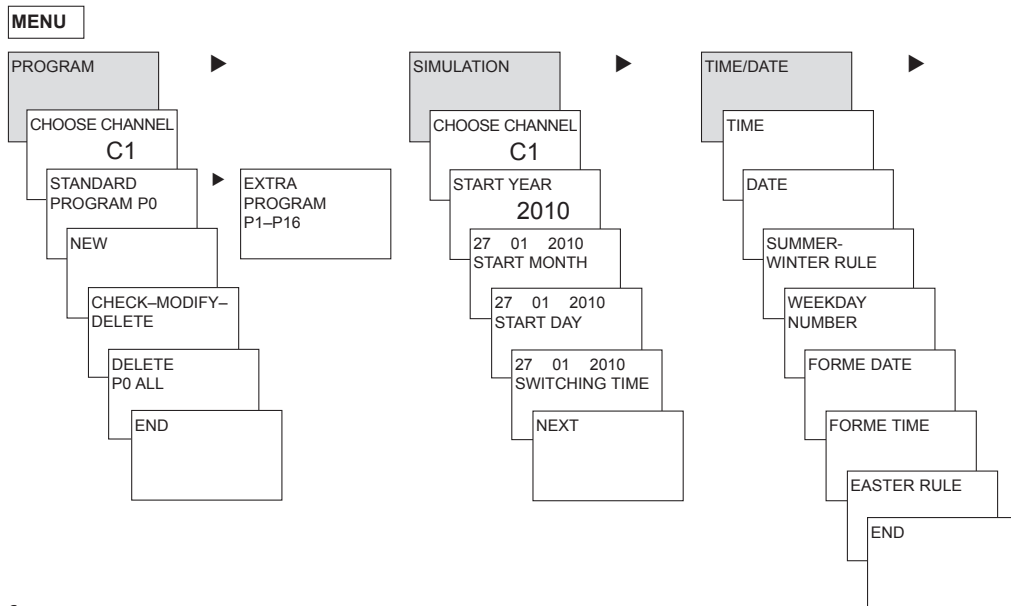 MENU
PROGRAM
CHOOSE CHANNEL
C1
STANDARD
PROGRAM P0
EXTRA
PROGRAM
P1–P16
NEW
CHECK–MODIFY–
DELETE
DELETE
P0 ALL
END
SIMULATION
CHOOSE CHANNEL
C1
START YEAR
2010
27 01 2010
START MONTH
27 01 2010
START DAY
27 01 2010
SWITCHING TIME
NEXT
TIME/DATE
TIME
DATE
SUMMER-
WINTER RULE
WEEKDAY
NUMBER
FORME DATE
FORME TIME
EASTER RULE
END